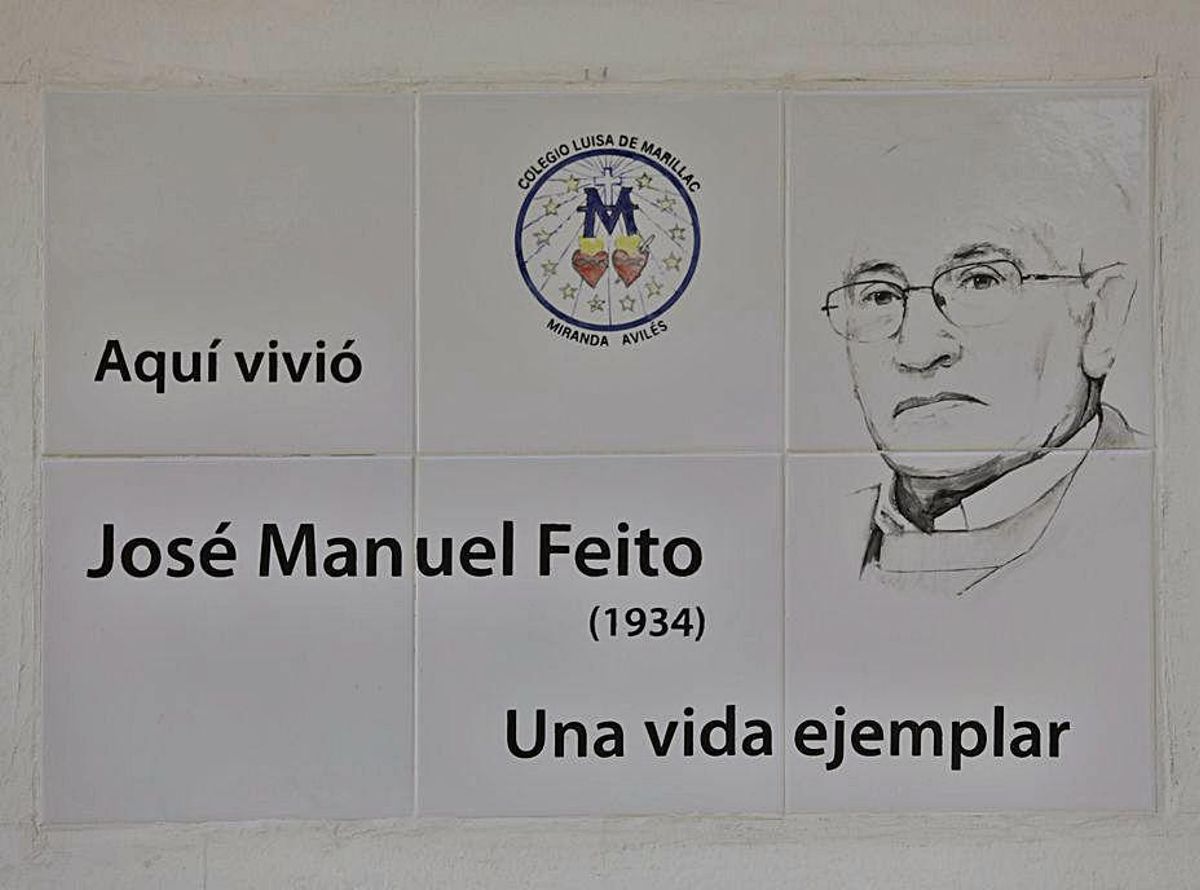 COLEGIO LUISA DE MARILLAC
M
MIRANDA AVILÉS
Aquí vivió
José Manuel Feito
(1934)
Una vida ejemplar